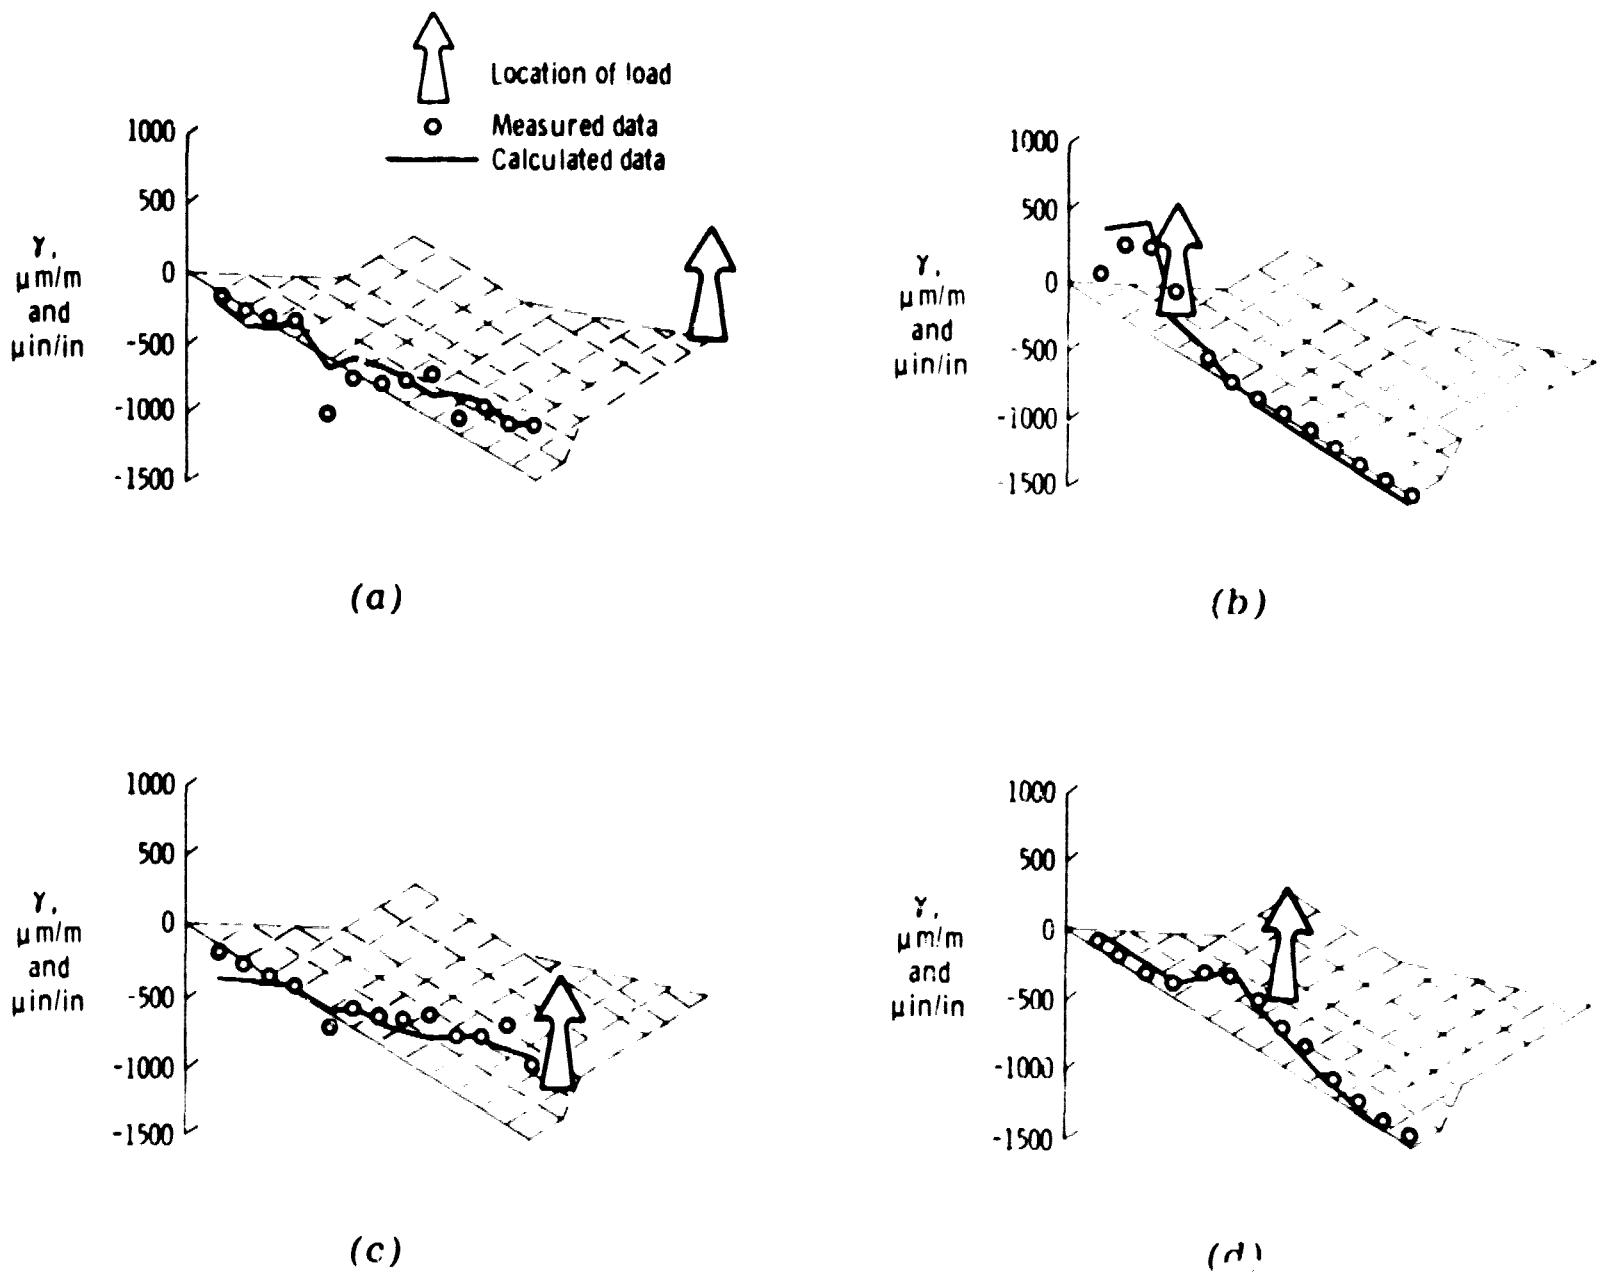 Location of load
Measured data
Calculated data
1000
500
0
-500
-1000
-1500
γ,
μm/m
and
μin/in
(a)
1000
500
0
-500
-1000
-1500
γ,
μm/m
and
μin/in
(b)
1000
500
0
-500
-1000
-1500
γ,
μm/m
and
μin/in
(c)
1000
500
0
-500
-1000
-1500
γ,
μm/m
and
μin/in
(d)